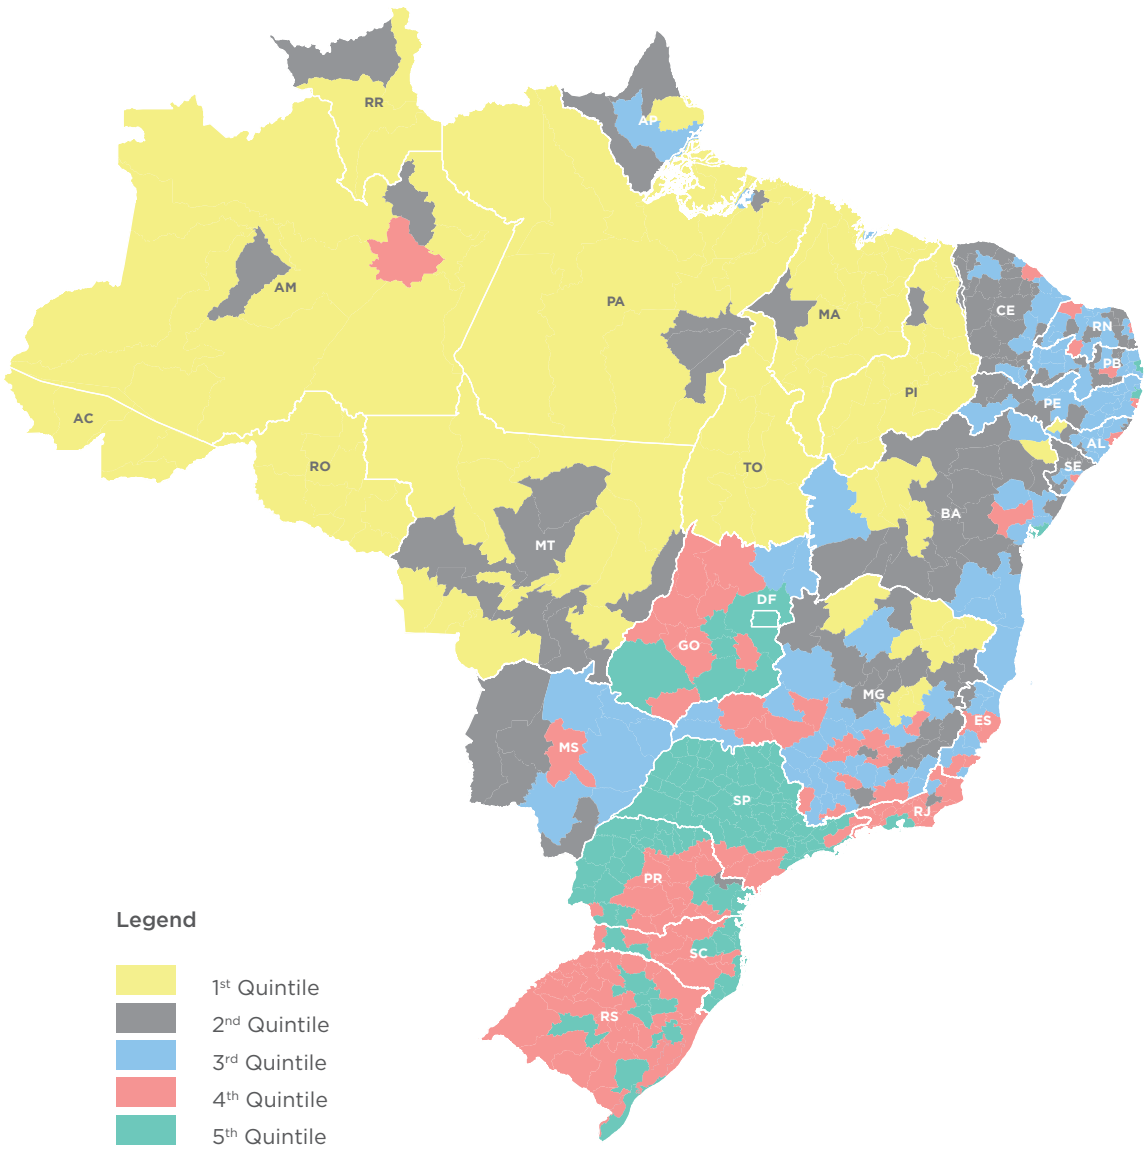 RR
AP
AM
PA
MA
CE
RN
PB
PI
PE
AC
AL
RO
TO
SE
BA
MT
DF
GO
MG
ES
MS
SP
RJ
PR
Legend
SC
1st Quintile
RS
2nd Quintile
3rd Quintile
4th Quintile
5th Quintile